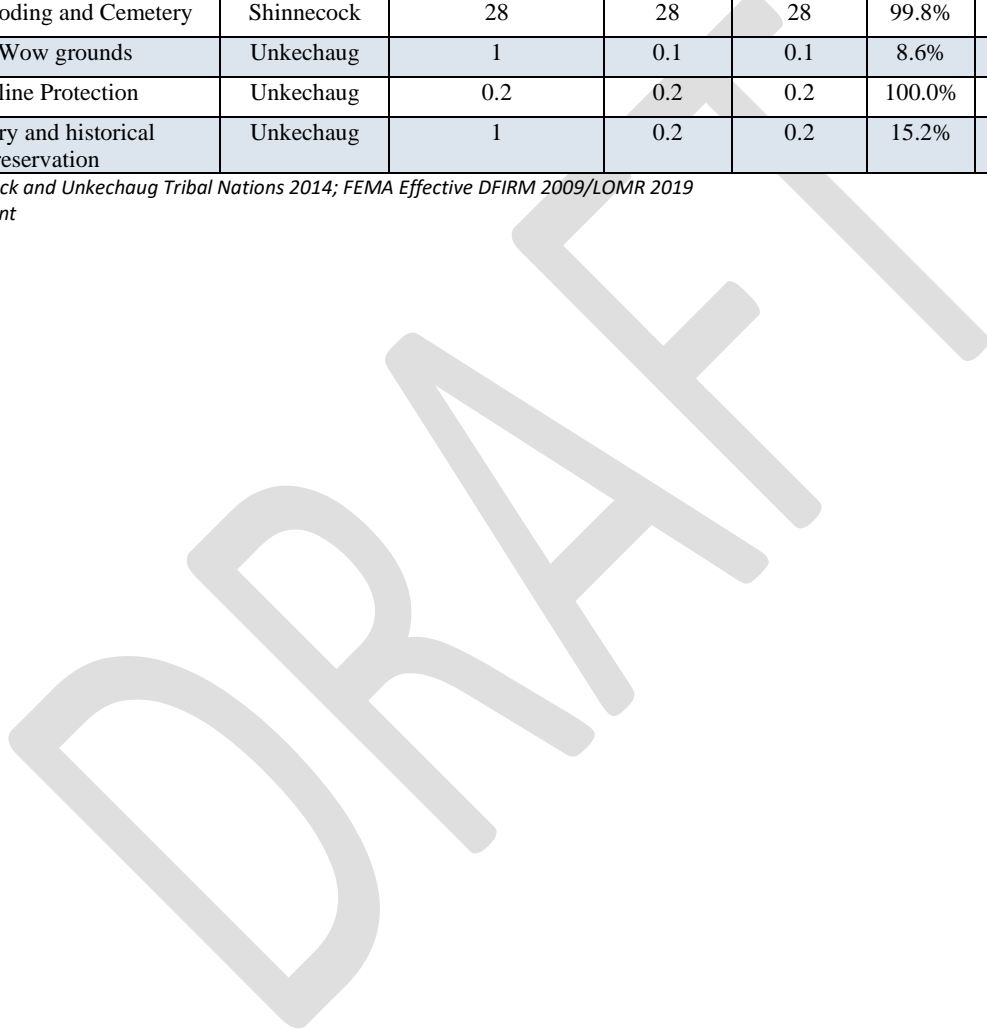 oding and Cemetery Shinnecock 28 28 28 99.8%
Wow grounds Unkechaug 1 0.1 0.1 8.6%
line Protection Unkechaug 0.2 0.2 0.2 100.0%
ry and historical Unkechaug 1 0.2 0.2 15.2%
reservation
ck and Unkechaug Tribal Nations 2014; FEMA Effective DFIRM 2009/LOMR 2019
nt
DRAFT